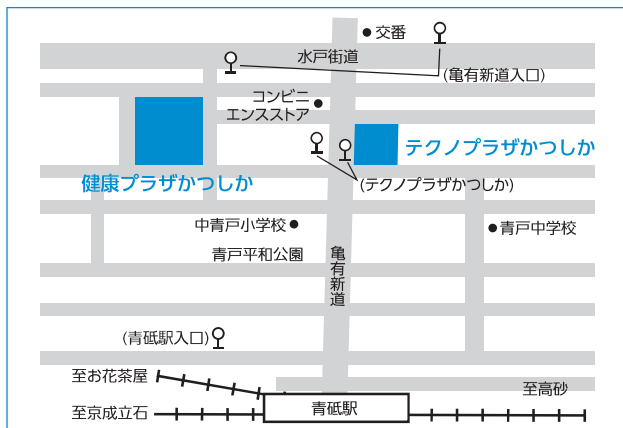 交番
水戸街道
(亀有新道入口)
コンビニ
エンスストア
テクノプラザかつしか
健康プラザかつしか
(テクノプラザかつしか)
中青戸小学校
青戸中学校
青戸平和公園
亀有新道
(青砥駅入口)
至お花茶屋
至高砂
青砥駅
至京成立石